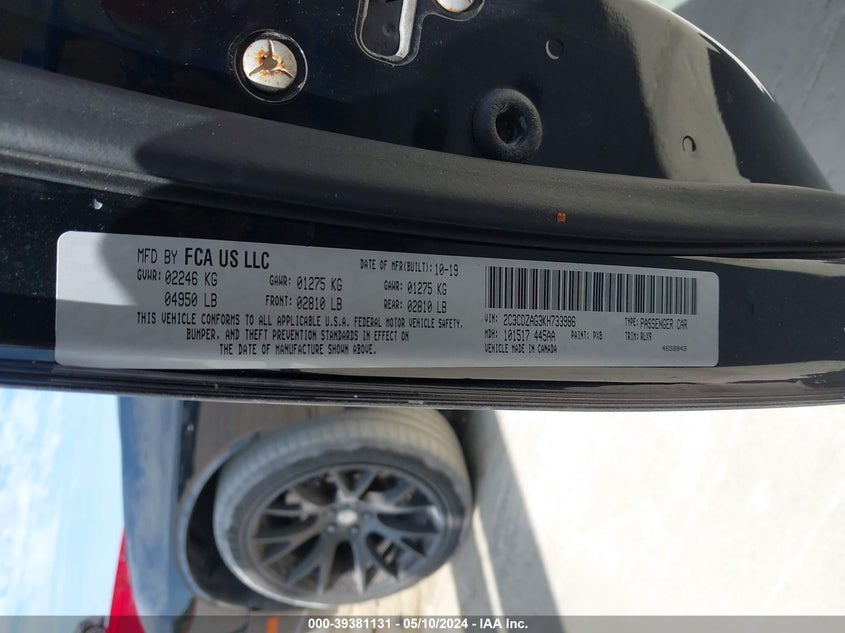 MFD BY FCA US LLC
DATE OF MFR(BUILT): 10-19
GVWR: 02246 KG
04950 LB
GAWR: 01275 KG
FRONT: 02810 LB
GAWR: 01275 KG
REAR: 02810 LB
THIS VEHICLE CONFORMS TO ALL APPLICABLE U.S.A. FEDERAL MOTOR VEHICLE SAFETY,
BUMPER, AND THEFT PREVENTION STANDARDS IN EFFECT ON
THE DATE OF MANUFACTURE SHOWN ABOVE.
VIN: 2C3CDZAG3KH733986
TYPE: PASSENGER CAR
MDH: 101517 445AA
PAINT: PX8
TRIM: RLX9
VEHICLE MADE IN CANADA
4658843
000-39381131 - 05/10/2024 - IAA Inc.